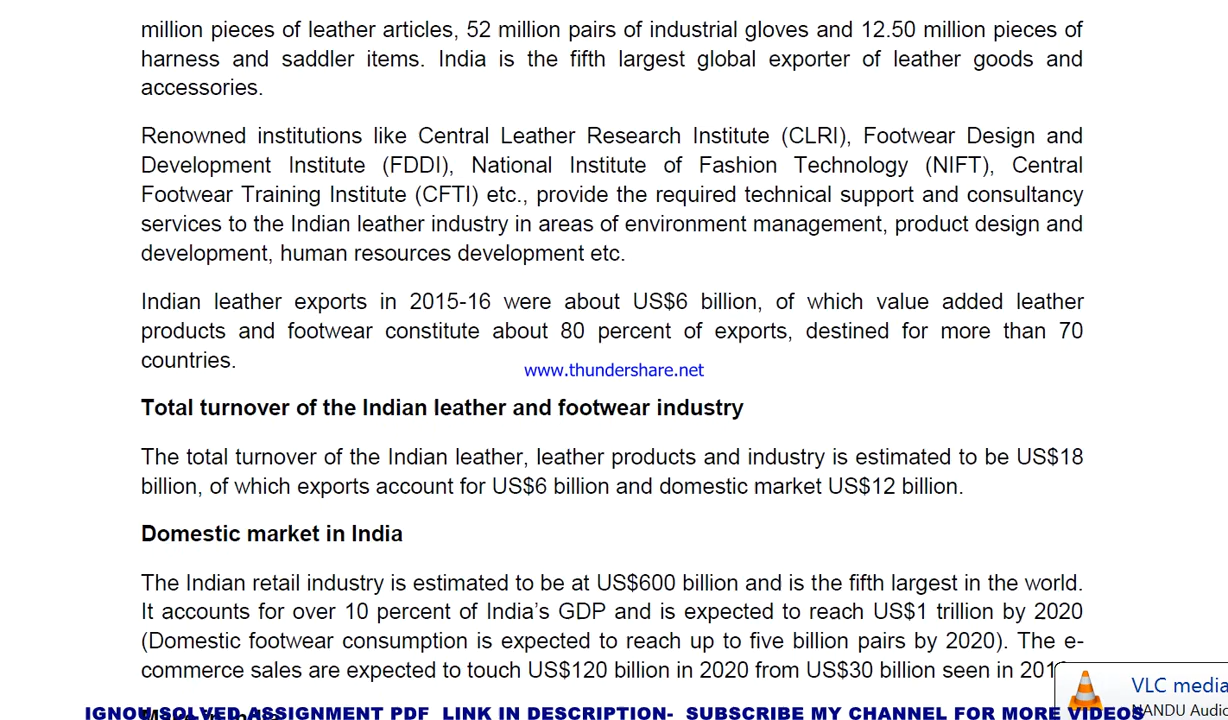 million pieces of leather articles, 52 million pairs of industrial gloves and 12.50 million pieces of
harness and saddler items. India is the fifth largest global exporter of leather goods and
accessories.
Renowned institutions like Central Leather Research Institute (CLRI), Footwear Design and
Development Institute (FDDI), National Institute of Fashion Technology (NIFT), Central
Footwear Training Institute (CFTI) etc., provide the required technical support and consultancy
services to the Indian leather industry in areas of environment management, product design and
development, human resources development etc.
Indian leather exports in 2015-16 were about US$6 billion, of which value added leather
products and footwear constitute about 80 percent of exports, destined for more than 70
countries.
www.thundershare.net
Total turnover of the Indian leather and footwear industry
The total turnover of the Indian leather, leather products and industry is estimated to be US$18
billion, of which exports account for US$6 billion and domestic market US$12 billion.
Domestic market in India
The Indian retail industry is estimated to be at US$600 billion and is the fifth largest in the world.
It accounts for over 10 percent of India's GDP and is expected to reach US$1 trillion by 2020
(Domestic footwear consumption is expected to reach up to five billion pairs by 2020). The e-
commerce sales are expected to touch US$120 billion in 2020 from US$30 billion seen in
VLC media
NANDU Audio
IGNOU SOLVED ASSIGNMENT PDF LINK IN DESCRIPTION- SUBSCRIBE MY CHANNEL FOR MORE VIDEOS